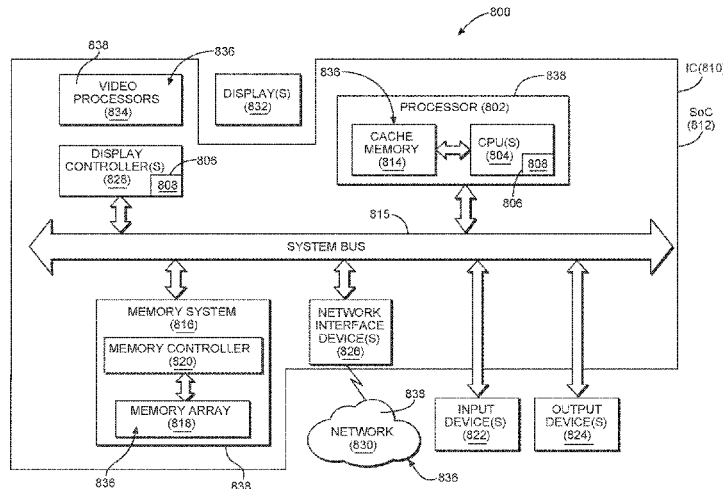 800
838
836
VIDEO
PROCESSORS
(834)
DISPLAY(S)
(832)
836
838
PROCESSOR (802)
CACHE
MEMORY
(814)
CPU(S)
(804)
808
806
IC(810)
SoC
(812)
DISPLAY
CONTROLLER(S)
(828)
806
808
815
SYSTEM BUS
MEMORY SYSTEM
(816)
MEMORY CONTROLLER
(820)
MEMORY ARRAY
(818)
836
838
NETWORK
INTERFACE
DEVICE(S)
(826)
838
NETWORK
(830)
836
INPUT
DEVICE(S)
(822)
OUTPUT
DEVICE(S)
(824)